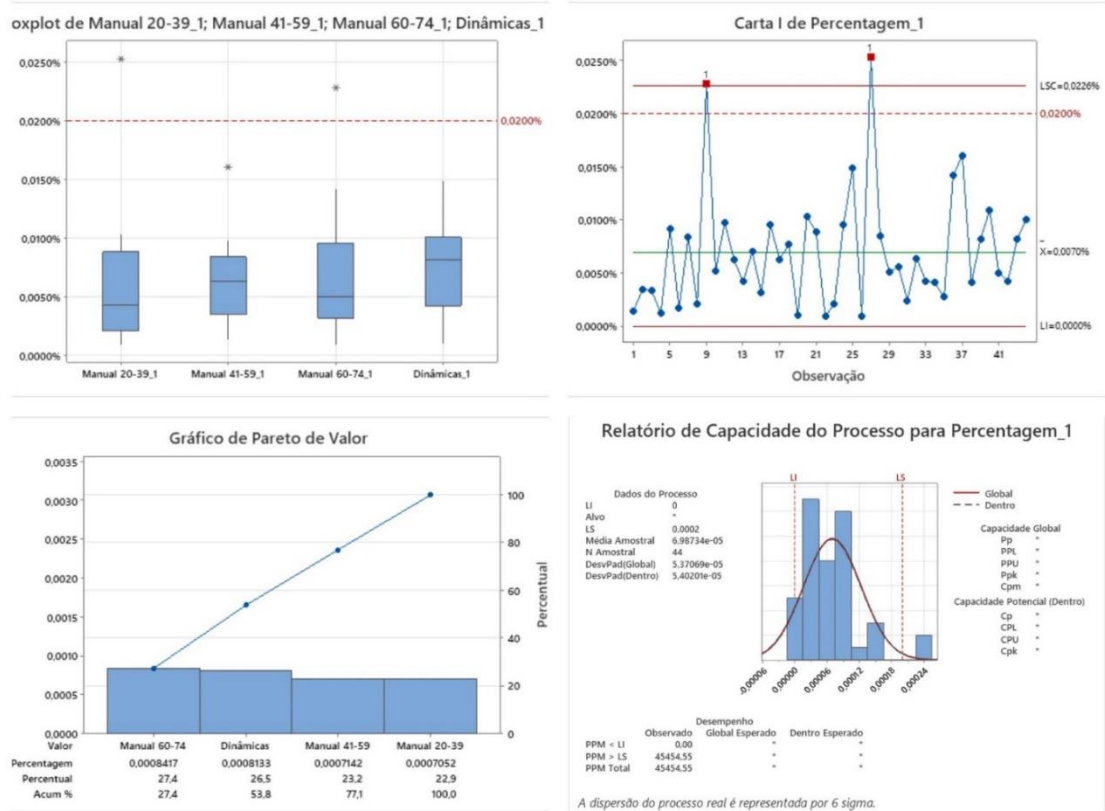 oxplot de Manual 20-39_1; Manual 41-59_1; Manual 60-74_1; Dinâmicas_1
0,0250%
0,0200%
0,0150%
0,0100%
0,0050%
0,0000%
0,0200%
Manual 20-39_1 Manual 41-59_1 Manual 60-74_1 Dinâmicas_1
Carta I de Percentagem_1
0,0250%
0,0200%
0,0150%
0,0100%
0,0050%
0,0000%
1
1
LSC=0,0226%
0,0200%
X=0,0070%
LI=0,0000%
1 5 9 13 17 21 25 29 33 37 41
Observação
Gráfico de Pareto de Valor
0,0035
0,0030
0,0025
0,0020
0,0015
0,0010
0,0005
0,0000
100
80
60
40
20
0
Percentual
Valor Manual 60-74 Dinâmicas Manual 41-59 Manual 20-39
Percentagem 0,0008417 0,0008133 0,0007142 0,0007052
Percentual 27,4 26,5 23,2 22,9
Acum % 27,4 53,8 77,1 100,0
Relatório de Capacidade do Processo para Percentagem_1
Dados do Processo
LI 0
Alvo *
LS 0,0002
Média Amostral 6,98734e-05
N Amostral 44
DesvPad(Global) 5,37069e-05
DesvPad(Dentro) 5,40201e-05
LI LS
-0,00006 0,00000 0,00006 0,00012 0,00018 0,00024
Global
Dentro
Capacidade Global
Pp *
PPL *
PPU *
Ppk *
Cpm *
Capacidade Potencial (Dentro)
Cp *
CPL *
CPU *
Cpk *
Desempenho
Observado Global Esperado Dentro Esperado
PPM < LI 0,00 * *
PPM > LS 45454,55 * *
PPM Total 45454,55 * *
A dispersão do processo real é representada por 6 sigma.